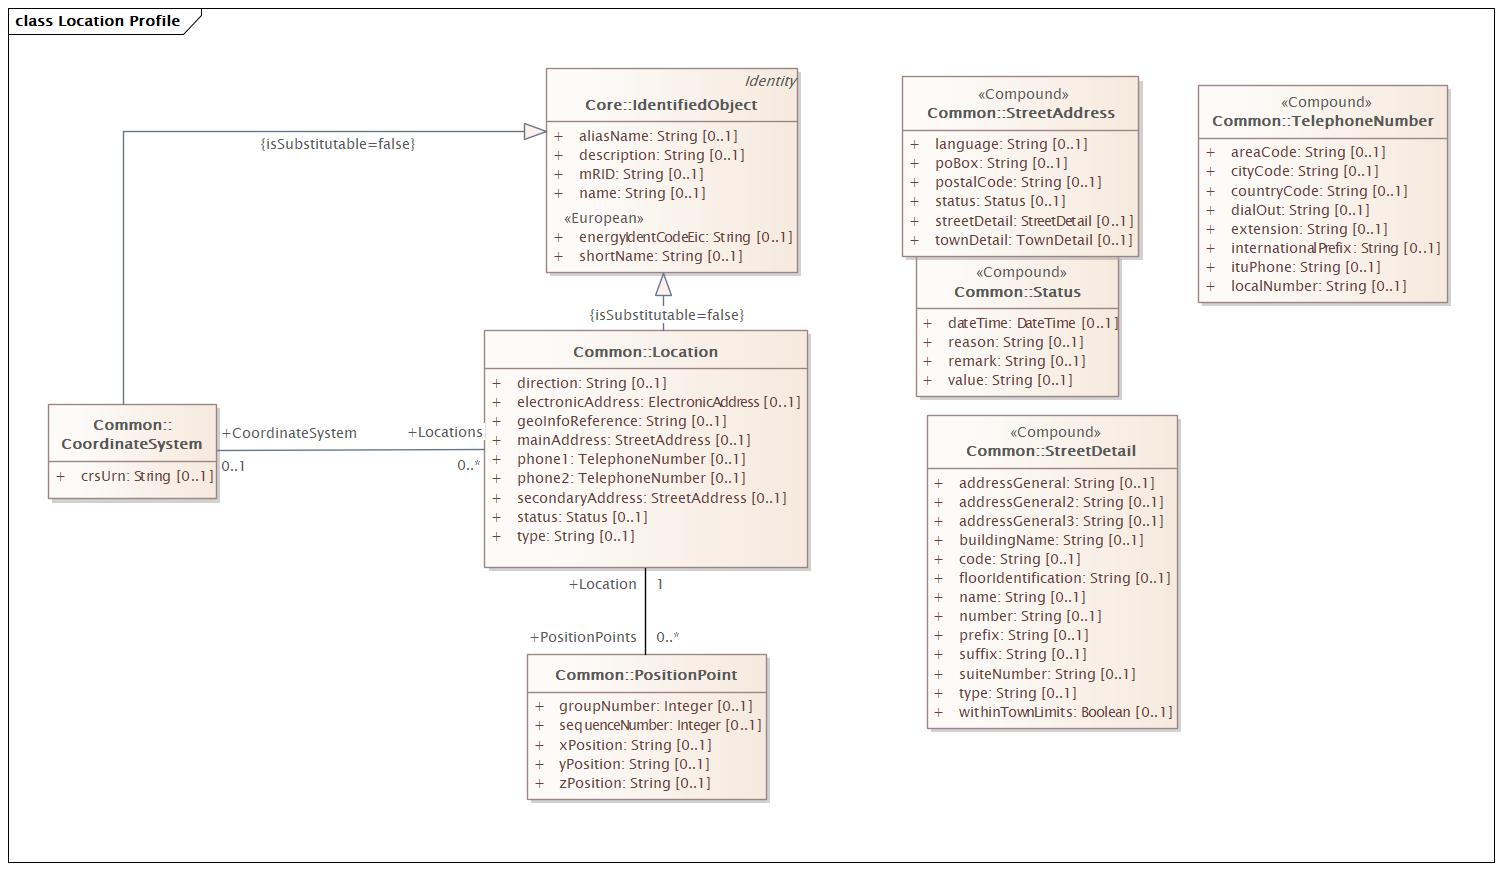 class Location Profile
Identity
Core::IdentifiedObject
+ aliasName: String [0..1]
+ description: String [0..1]
+ mRID: String [0..1]
+ name: String [0..1]
«European»
+ energyIdentCodeEic: String [0..1]
+ shortName: String [0..1]
{isSubstitutable=false}
{isSubstitutable=false}
Common::Location
+ direction: String [0..1]
+ electronicAddress: ElectronicAddress [0..1]
+ geoInfoReference: String [0..1]
+ mainAddress: StreetAddress [0..1]
+ phone1: TelephoneNumber [0..1]
+ phone2: TelephoneNumber [0..1]
+ secondaryAddress: StreetAddress [0..1]
+ status: Status [0..1]
+ type: String [0..1]
Common::
CoordinateSystem
+ crsUrn: String [0..1]
+CoordinateSystem
0..1
+Locations
0..*
+Location
1
+PositionPoints
0..*
Common::PositionPoint
+ groupNumber: Integer [0..1]
+ sequenceNumber: Integer [0..1]
+ xPosition: String [0..1]
+ yPosition: String [0..1]
+ zPosition: String [0..1]
«Compound»
Common::StreetAddress
+ language: String [0..1]
+ poBox: String [0..1]
+ postalCode: String [0..1]
+ status: Status [0..1]
+ streetDetail: StreetDetail [0..1]
+ townDetail: TownDetail [0..1]
«Compound»
Common::Status
+ dateTime: DateTime [0..1]
+ reason: String [0..1]
+ remark: String [0..1]
+ value: String [0..1]
«Compound»
Common::StreetDetail
+ addressGeneral: String [0..1]
+ addressGeneral2: String [0..1]
+ addressGeneral3: String [0..1]
+ buildingName: String [0..1]
+ code: String [0..1]
+ floorIdentification: String [0..1]
+ name: String [0..1]
+ number: String [0..1]
+ prefix: String [0..1]
+ suffix: String [0..1]
+ suiteNumber: String [0..1]
+ type: String [0..1]
+ withinTownLimits: Boolean [0..1]
«Compound»
Common::TelephoneNumber
+ areaCode: String [0..1]
+ cityCode: String [0..1]
+ countryCode: String [0..1]
+ dialOut: String [0..1]
+ extension: String [0..1]
+ internationalPrefix: String [0..1]
+ ituPhone: String [0..1]
+ localNumber: String [0..1]